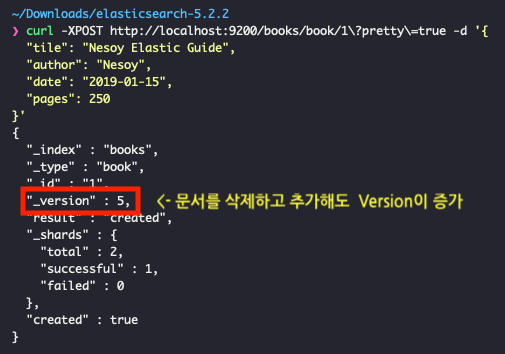 ~/Downloads/elasticsearch-5.2.2
❯ curl -XPOST http://localhost:9200/books/book/1\?pretty\=true -d '{
"tile": "Nesoy Elastic Guide",
"author": "Nesoy",
"date": "2019-01-15",
"pages": 250
}'
{
"_index" : "books",
"_type" : "book",
"_id" : "1",
"_version" : 5, <- 문서를 삭제하고 추가해도 Version이 증가
"result" : "created",
"_shards" : {
"total" : 2,
"successful" : 1,
"failed" : 0
},
"created" : true
}